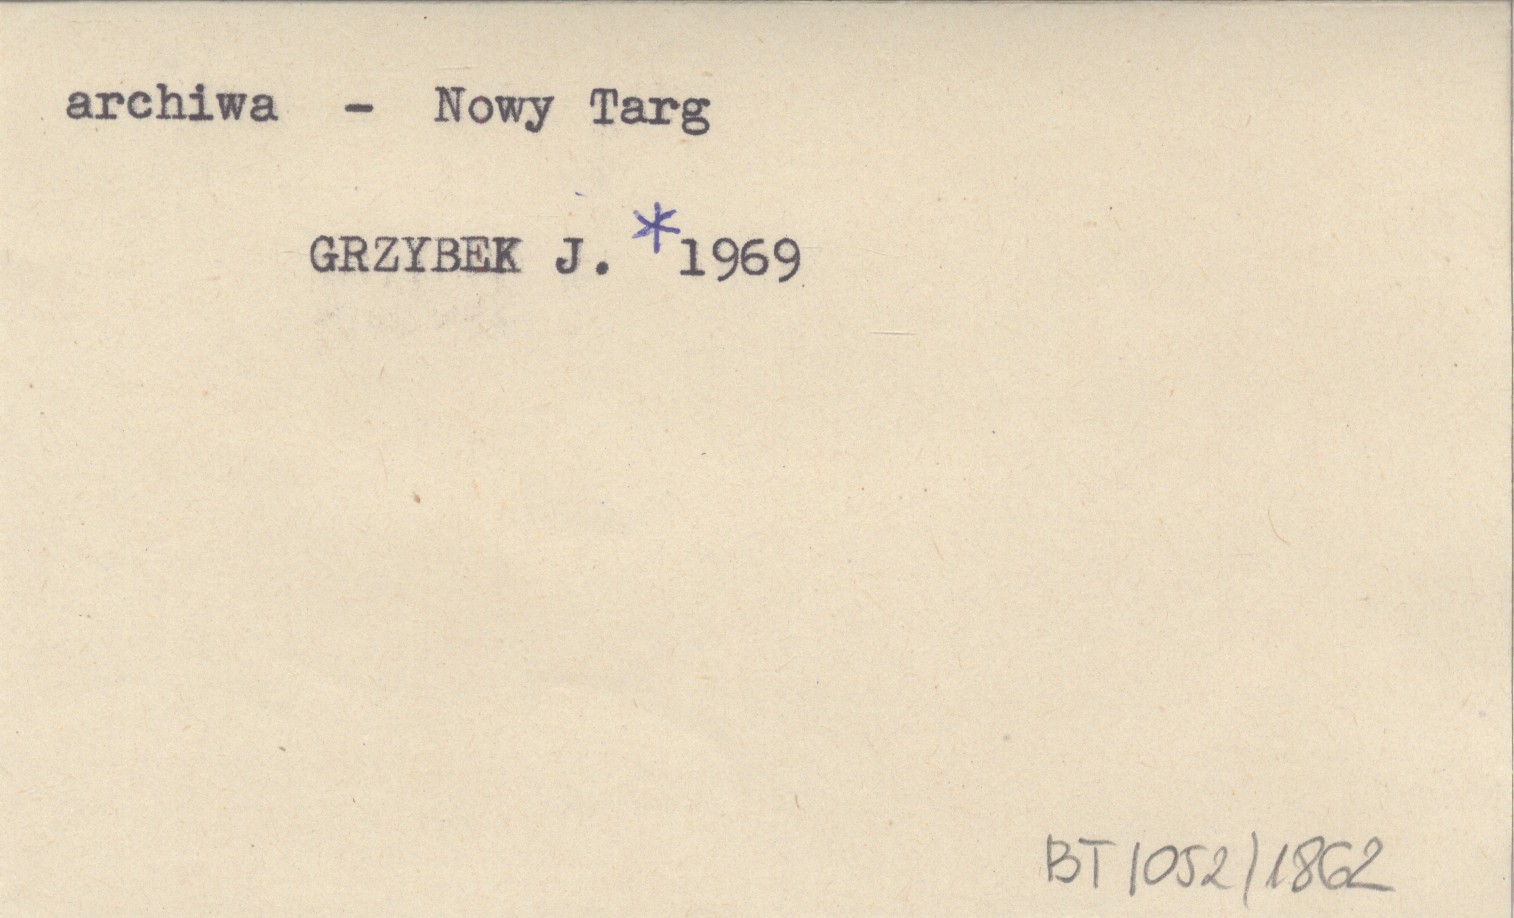 archiwa - Nowy Targ
GRZYBEK J. * 1969
BT 1052/1862